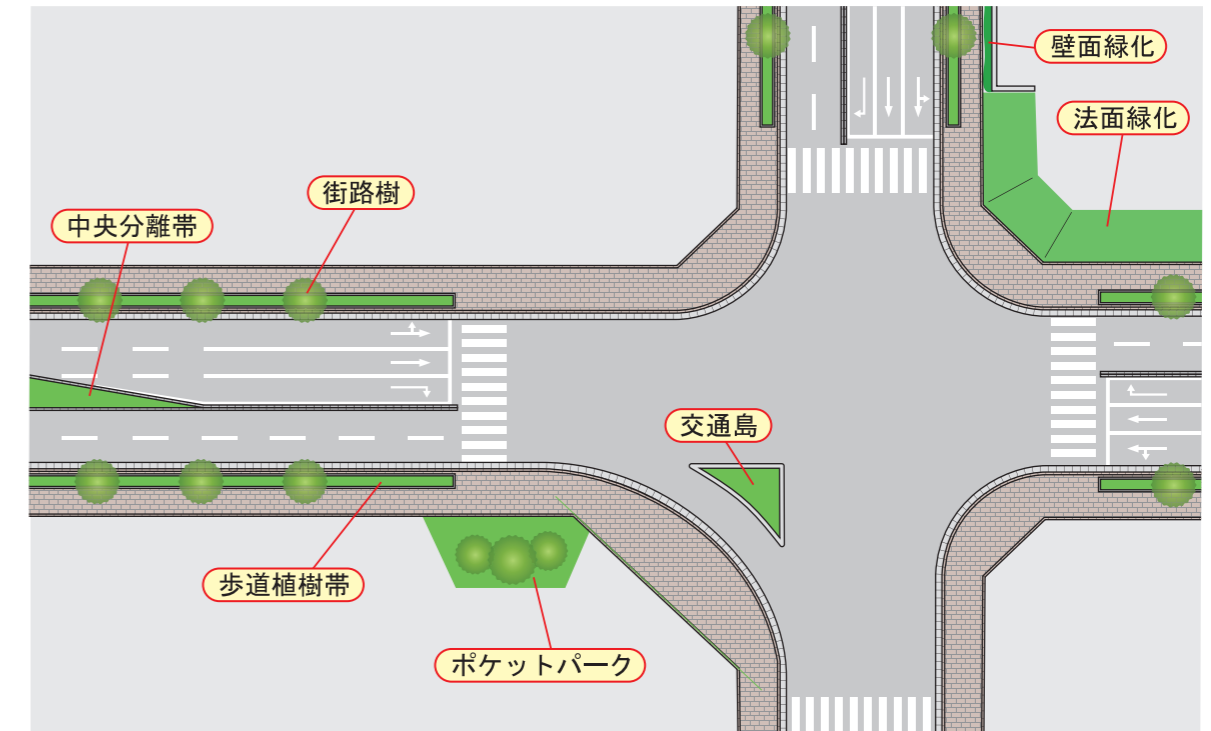 壁面緑化
法面緑化
街路樹
中央分離帯
交通島
歩道植樹帯
ポケットパーク